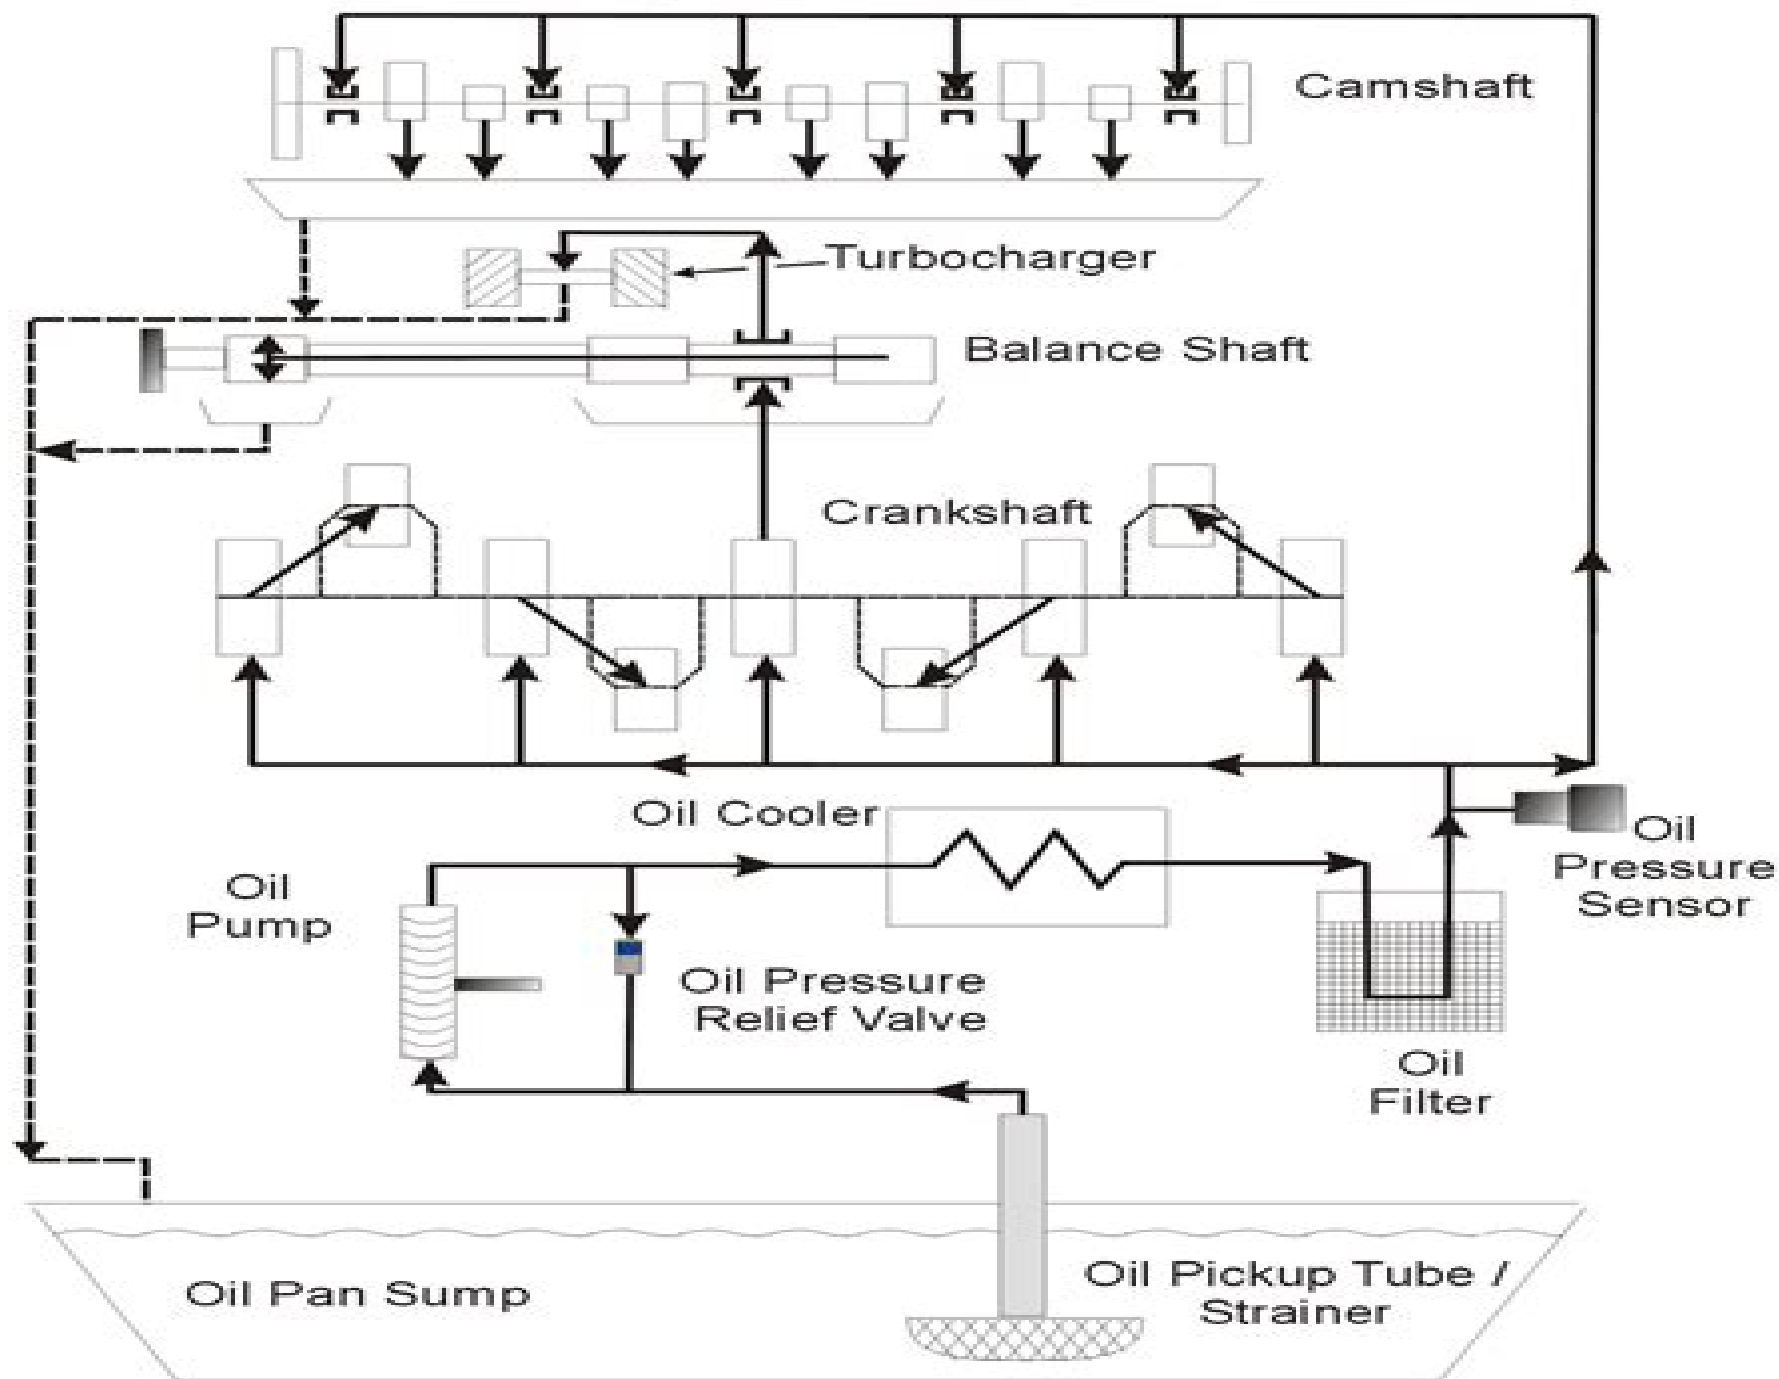 Camshaft
Turbocharger
Balance Shaft
Crankshaft
Oil Cooler
Oil
Pressure
Sensor
Oil
Pump
Oil Pressure
Relief Valve
Oil
Filter
Oil Pan Sump
Oil Pickup Tube /
Strainer